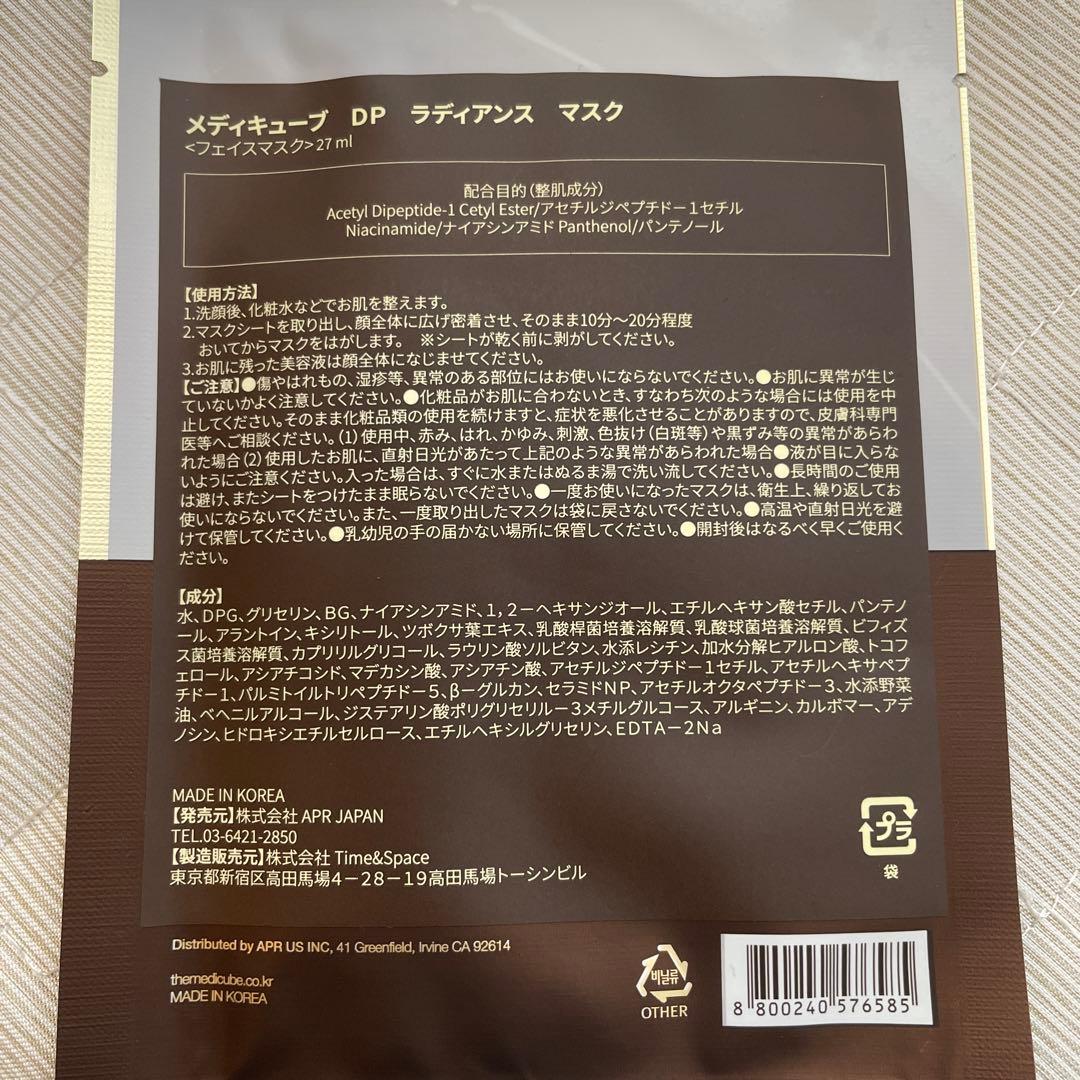 メディキューブ　DP　ラディアンス　マスク
<フェイスマスク>27 ml
配合目的（整肌成分）
Acetyl Dipeptide-1 Cetyl Ester/アセチルジペプチドー１セチル
Niacinamide/ナイアシンアミド Panthenol/パンテノール
【使用方法】
1.洗顔後、化粧水などでお肌を整えます。
2.マスクシートを取り出し、顔全体に広げ密着させ、そのまま10分～20分程度
おいてからマスクをはがします。　※シートが乾く前に剥がしてください。
3.お肌に残った美容液は顔全体になじませてください。
【ご注意】●傷やはれもの、湿疹等、異常のある部位にはお使いにならないでください。●お肌に異常が生じ
ていないかよく注意してください。●化粧品がお肌に合わないとき、すなわち次のような場合には使用を中
止してください。そのまま化粧品類の使用を続けますと、症状を悪化させることがありますので、皮膚科専門
医等へご相談ください。（1）使用中、赤み、はれ、かゆみ、刺激、色抜け（白斑等）や黒ずみ等の異常があらわ
れた場合（2）使用したお肌に、直射日光があたって上記のような異常があらわれた場合●液が目に入らな
いようにご注意ください。入った場合は、すぐに水またはぬるま湯で洗い流してください。●長時間のご使用
は避け、またシートをつけたまま眠らないでください。●一度お使いになったマスクは、衛生上、繰り返してお
使いにならないでください。また、一度取り出したマスクは袋に戻さないでください。●高温や直射日光を避
けて保管してください。●乳幼児の手の届かない場所に保管してください。●開封後はなるべく早くご使用く
ださい。
【成分】
水、DPG、グリセリン、BG、ナイアシンアミド、1，２－ヘキサンジオール、エチルヘキサン酸セチル、パンテノ
ール、アラントイン、キシリトール、ツボクサ葉エキス、乳酸桿菌培養溶解質、乳酸球菌培養溶解質、ビフィズ
ス菌培養溶解質、カプリリルグリコール、ラウリン酸ソルビタン、水添レシチン、加水分解ヒアルロン酸、トコフ
ェロール、アシアチコシド、マデカシン酸、アシアチン酸、アセチルジペプチドー１セチル、アセチルヘキサペプ
チドー１、パルミトイルトリペプチドー５、β－グルカン、セラミドNP、アセチルオクタペプチドー３、水添野菜
油、ベヘニルアルコール、ジステアリン酸ポリグリセリルー３メチルグルコース、アルギニン、カルボマー、アデ
ノシン、ヒドロキシエチルセルロース、エチルヘキシルグリセリン、EDTA－２Na
MADE IN KOREA
【発売元】株式会社 APR JAPAN
TEL.03-6421-2850
【製造販売元】株式会社 Time&Space
東京都新宿区高田馬場４－２８－１９高田馬場トーシンビル
プラ
袋
Distributed by APR US INC, 41 Greenfield, Irvine CA 92614
themedicube.co.kr
MADE IN KOREA
비닐류
OTHER
8 800240 576585